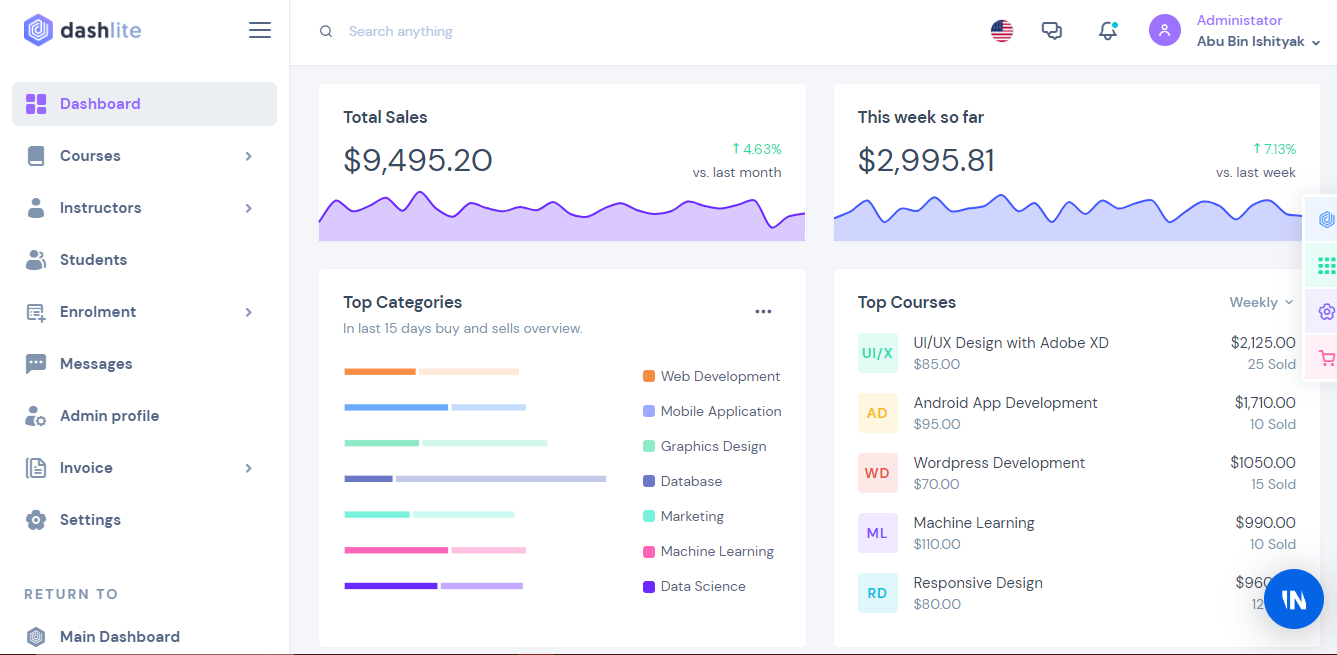 dashlite
Search anything
Administator
Abu Bin Ishityak
Dashboard
Courses
Instructors
Students
Enrolment
Messages
Admin profile
Invoice
Settings
RETURN TO
Main Dashboard
Total Sales
$9,495.20
4.63%
vs. last month
This week so far
$2,995.81
7.13%
vs. last week
Top Categories
In last 15 days buy and sells overview.
Web Development
Mobile Application
Graphics Design
Database
Marketing
Machine Learning
Data Science
Top Courses
Weekly
UI/X
UI/UX Design with Adobe XD
$2,125.00
$85.00
25 Sold
AD
Android App Development
$1,710.00
$95.00
10 Sold
WD
Wordpress Development
$1050.00
$70.00
15 Sold
ML
Machine Learning
$990.00
$110.00
10 Sold
RD
Responsive Design
$80.00